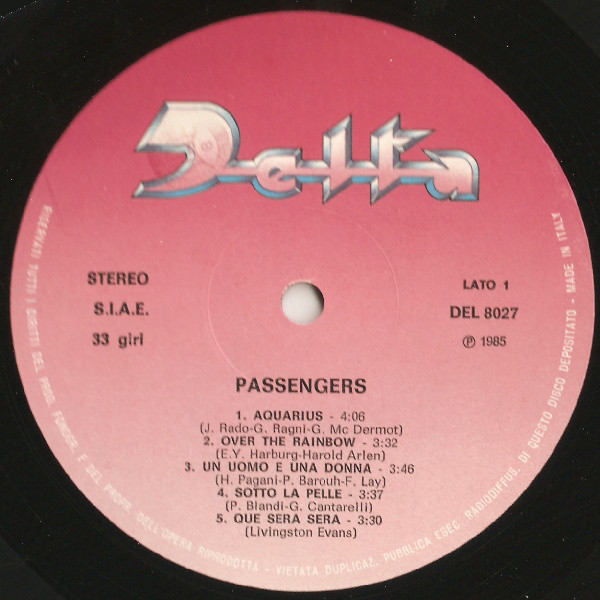 Delta
STEREO
S.I.A.E.
33 giri
LATO 1
DEL 8027
℗ 1985
PASSENGERS
1. AQUARIUS - 4:06
(J. Rado-G. Ragni-G. Mc Dermot)
2. OVER THE RAINBOW - 3:32
(E.Y. Harburg-Harold Arlen)
3. UN UOMO E UNA DONNA - 3:46
(H. Pagani-P. Barouh-F. Lay)
4. SOTTO LA PELLE - 3:37
(P. Biandi-G. Cantarelli)
5. QUE SERA SERA - 3:30
(Livingston Evans)
RISERVATI TUTTI I DIRITTI DEL PROD. FONOGR. E DEL PROPR. DELL'OPERA RIPRODOTTA - VIETATA DUPLICAZ. PUBBLICA ESEC. RADIODIFFUS. DI QUESTO DISCO DEPOSITATO - MADE IN ITALY